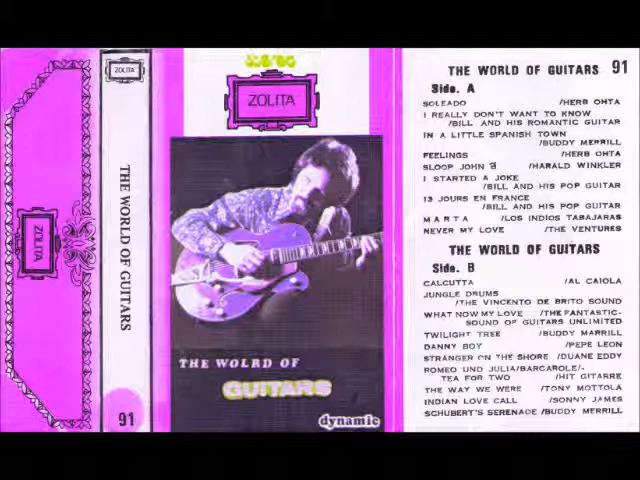 ZOLITA
ZOLITA
THE WORLD OF GUITARS
91
ZOLITA
THE WOLRD OF
GUITARS
dynamic
THE WORLD OF GUITARS 91
Side. A
SOLEADO /HERB OHTA
I REALLY DON'T WANT TO KNOW
/BILL AND HIS ROMANTIC GUITAR
IN A LITTLE SPANISH TOWN
/BUDDY MERRILL
FEELINGS /HERB OHTA
SLOOP JOHN B /HARALD WINKLER
I STARTED A JOKE
/BILL AND HIS POP GUITAR
13 JOURS EN FRANCE
/BILL AND HIS POP GUITAR
MARTA /LOS INDIOS TABAJARAS
NEVER MY LOVE /THE VENTURES
THE WORLD OF GUITARS
Side. B
CALCUTTA /AL CAIOLA
JUNGLE DRUMS
/THE VINCENTO DE BRITO SOUND
WHAT NOW MY LOVE /THE FANTASTIC-
SOUND OF GUITARS UNLIMITED
TWILIGHT TREE /BUDDY MARRILL
DANNY BOY /PEPE LEON
STRANGER ON THE SHORE /DUANE EDDY
ROMEO UND JULIA/BARCAROLE/-
TEA FOR TWO /HIT GITARRE
THE WAY WE WERE /TONY MOTTOLA
INDIAN LOVE CALL /SONNY JAMES
SCHUBERT'S SERENADE /BUDDY MERRILL